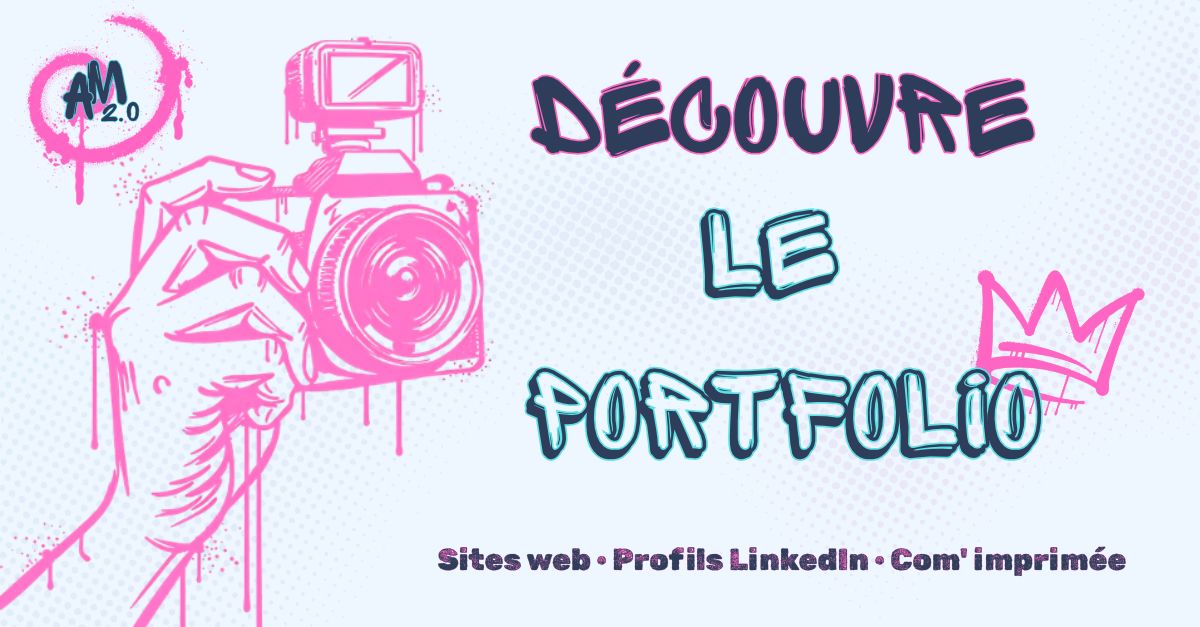 AM
2.0
DÉCOUVRE
LE
PORTFOLiO
Sites web • Profils LinkedIn • Com' imprimée